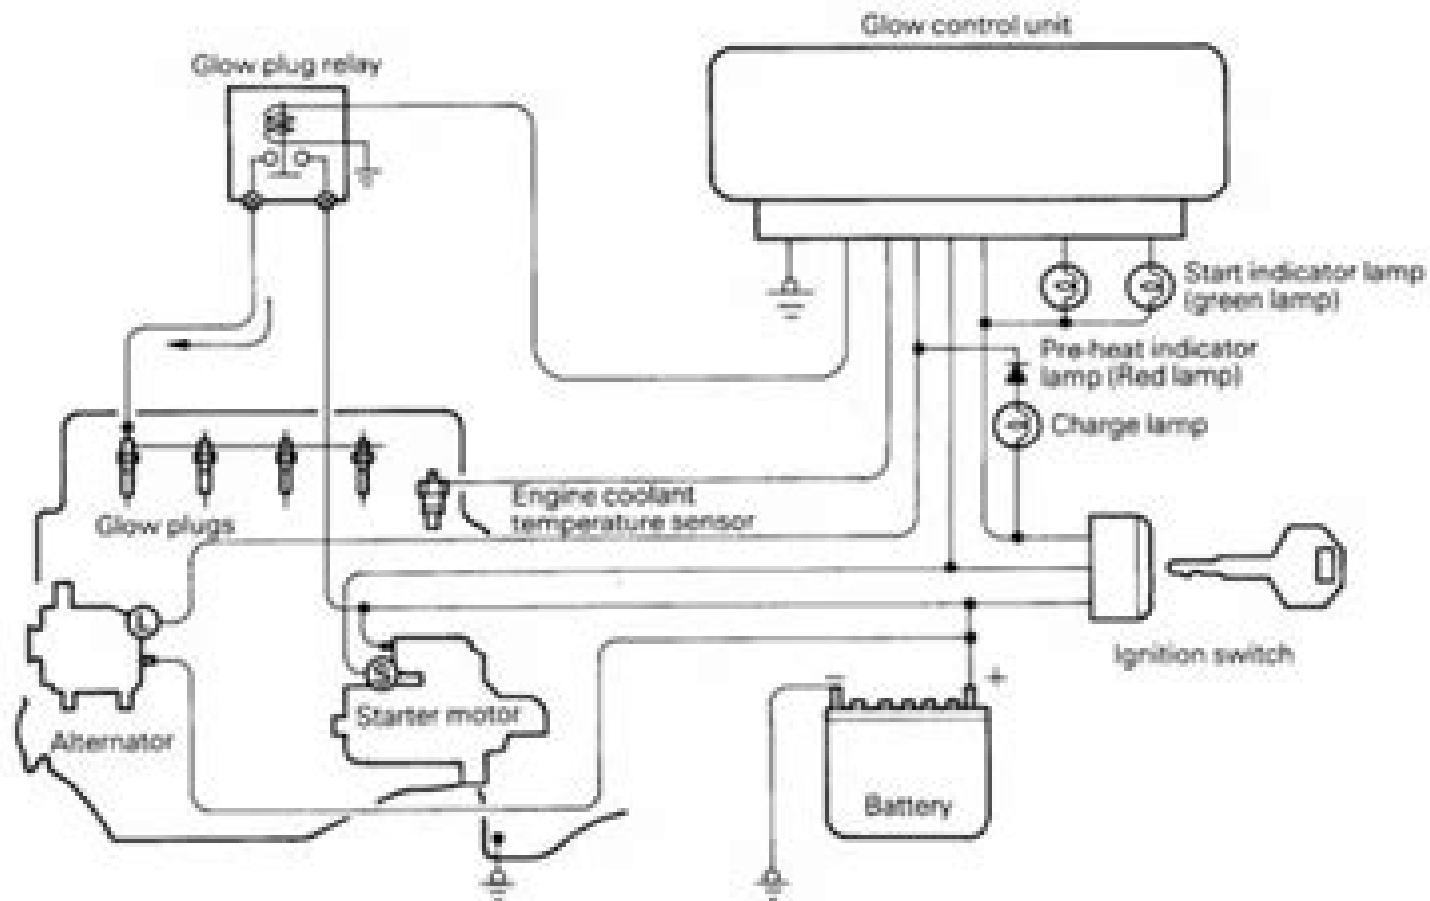 Glow control unit
Glow plug relay
Start indicator lamp
(green lamp)
Pre-heat indicator
lamp (Red lamp)
Charge lamp
Engine coolant
temperature sensor
Glow plugs
L
Ignition switch
S
+
−
Starter motor
Alternator
Battery